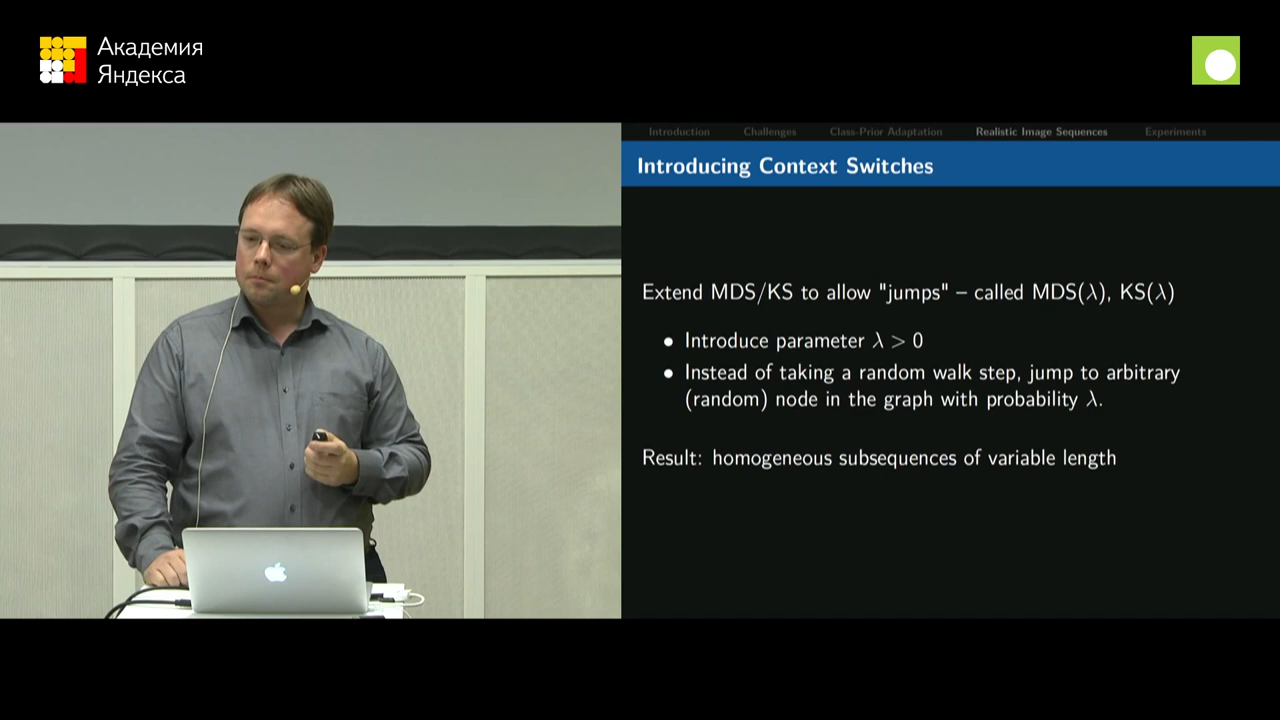 Академия
Яндекса
Introduction Challenges Class-Prior Adaptation Realistic Image Sequences Experiments
Introducing Context Switches
Extend MDS/KS to allow "jumps" – called MDS(λ), KS(λ)
• Introduce parameter λ > 0
• Instead of taking a random walk step, jump to arbitrary
(random) node in the graph with probability λ.
Result: homogeneous subsequences of variable length